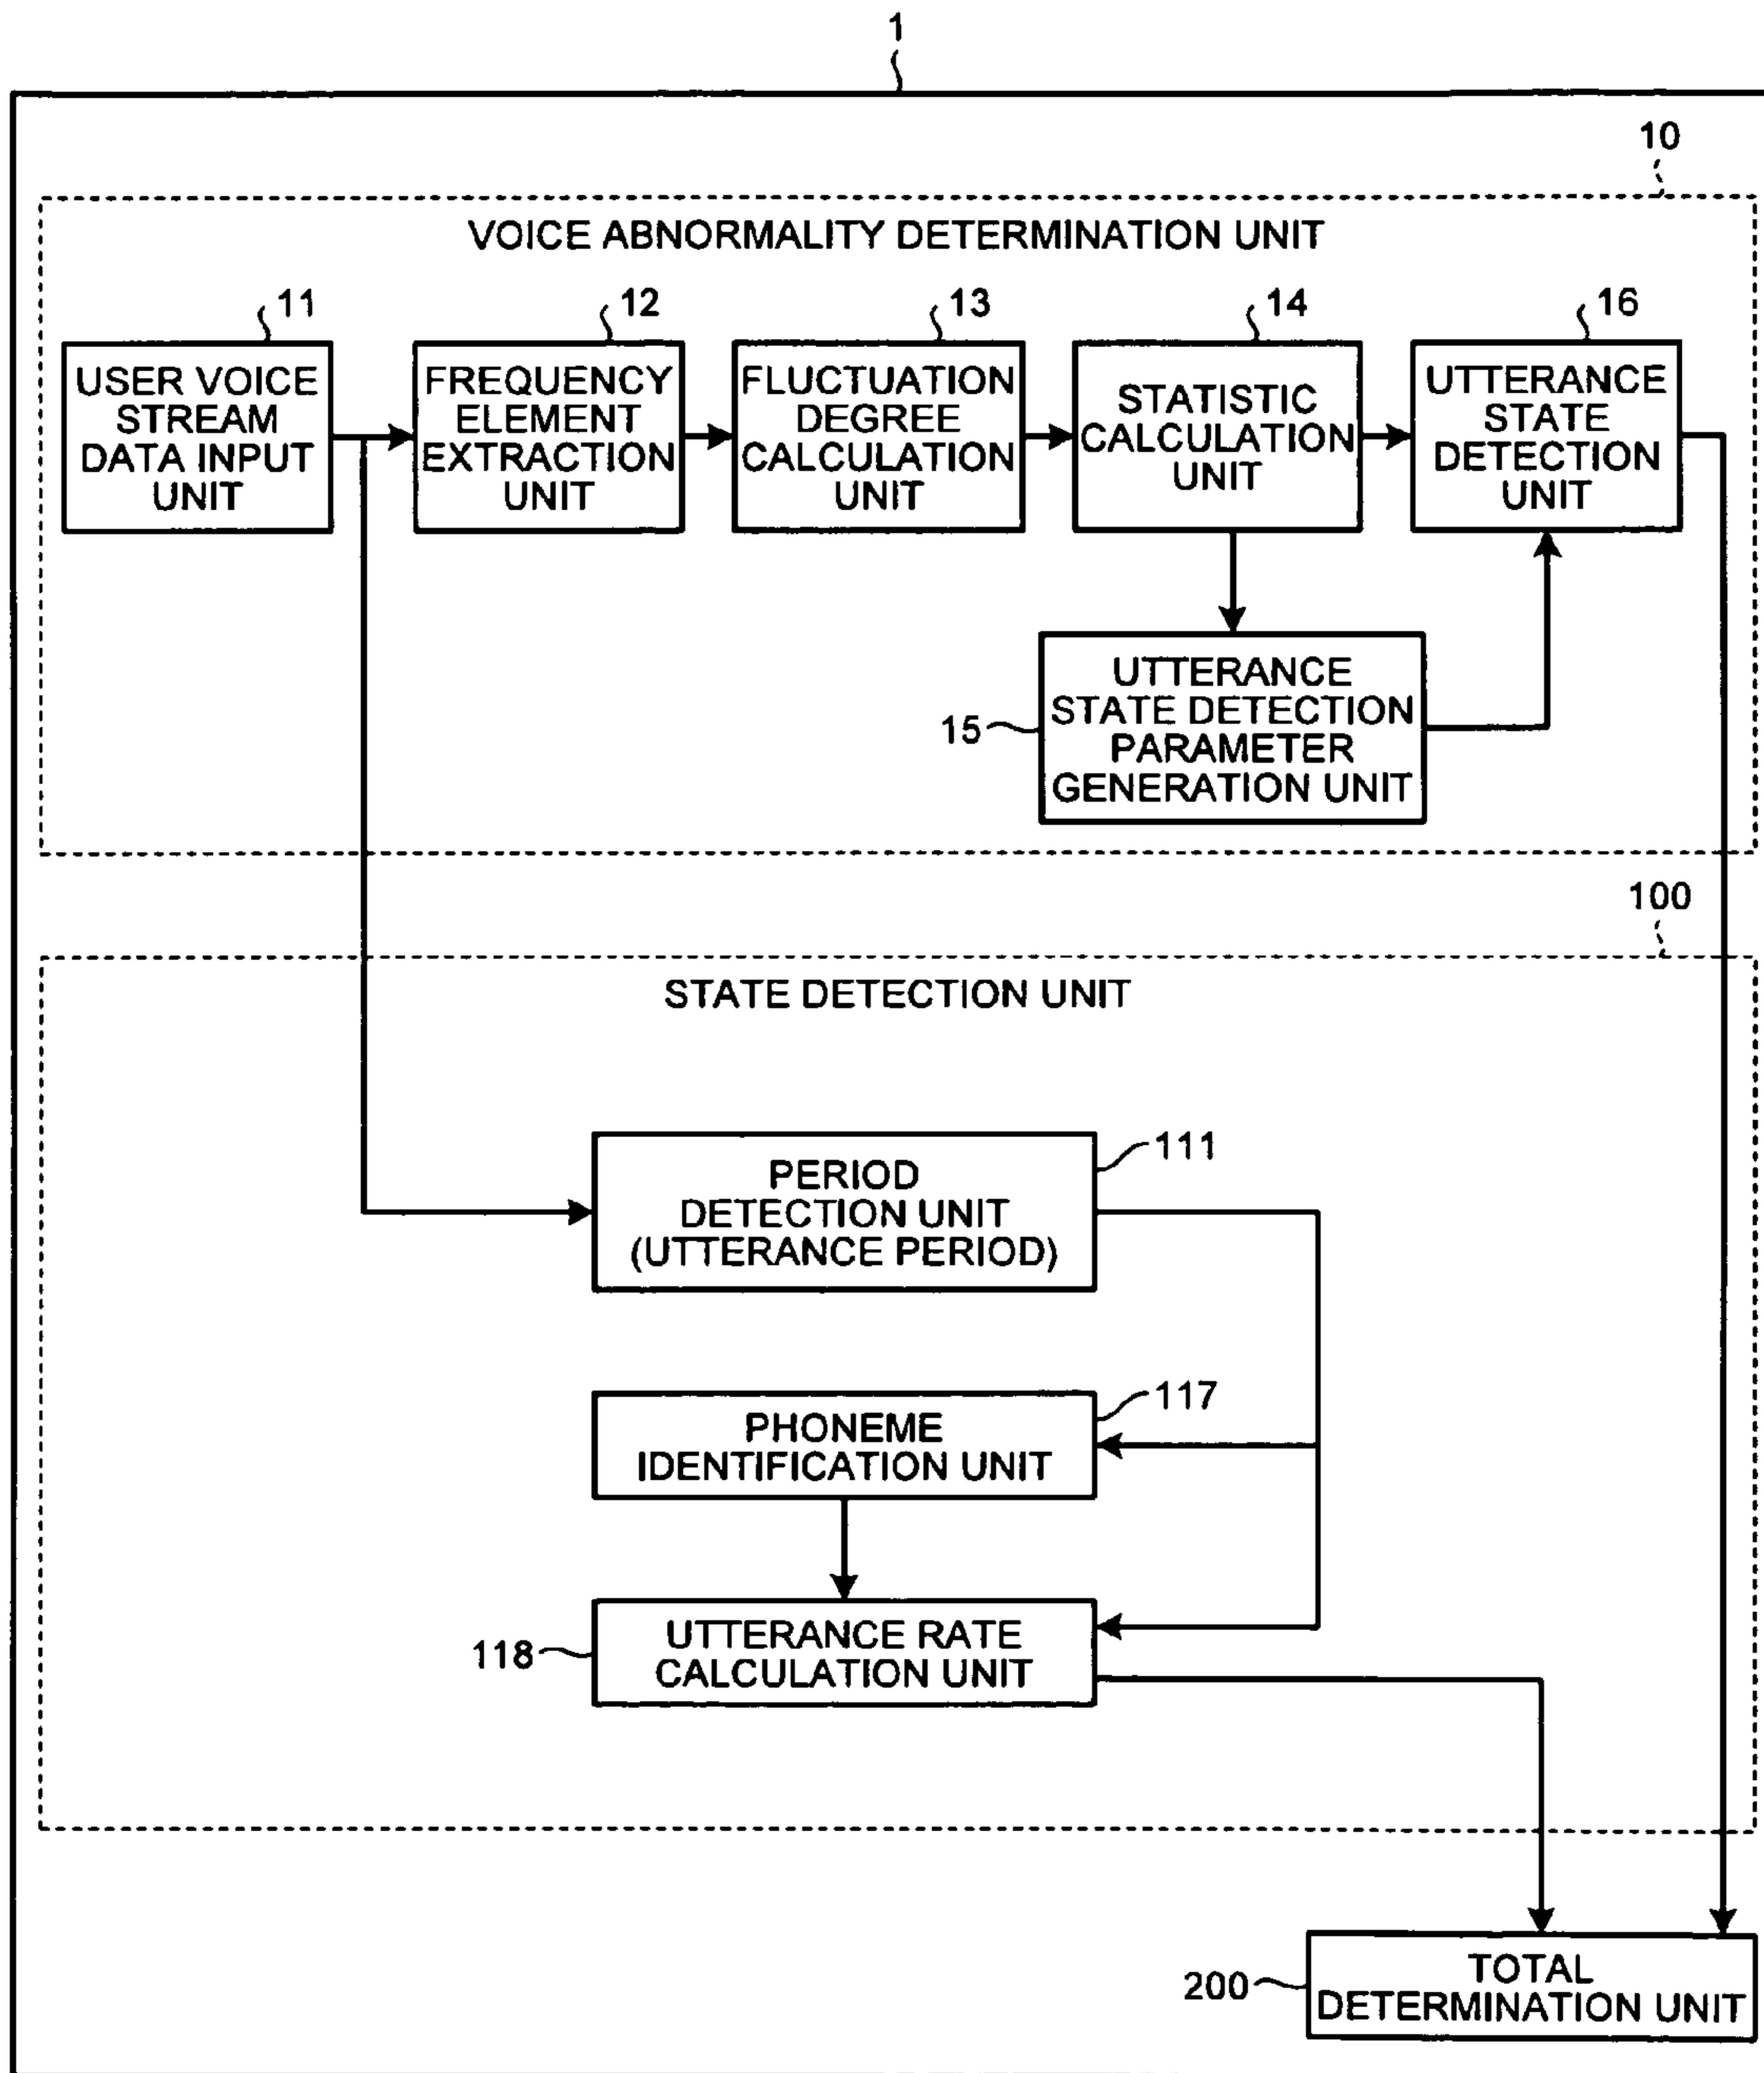 1
10
VOICE ABNORMALITY DETERMINATION UNIT
11
USER VOICE
STREAM
DATA INPUT
UNIT
12
FREQUENCY
ELEMENT
EXTRACTION
UNIT
13
FLUCTUATION
DEGREE
CALCULATION
UNIT
14
STATISTIC
CALCULATION
UNIT
16
UTTERANCE
STATE
DETECTION
UNIT
15
UTTERANCE
STATE DETECTION
PARAMETER
GENERATION UNIT
100
STATE DETECTION UNIT
111
PERIOD
DETECTION UNIT
(UTTERANCE PERIOD)
117
PHONEME
IDENTIFICATION UNIT
118
UTTERANCE RATE
CALCULATION UNIT
200
TOTAL
DETERMINATION UNIT